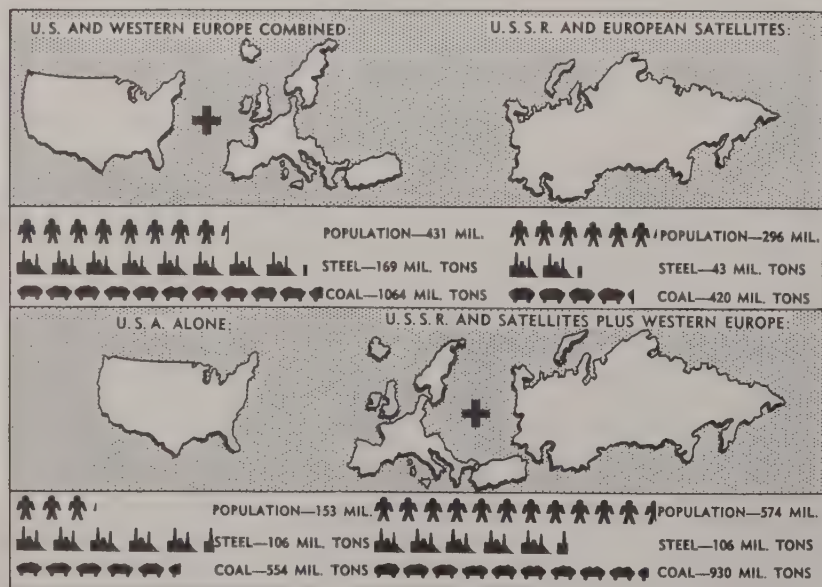 U.S. AND WESTERN EUROPE COMBINED:
U.S.S.R. AND EUROPEAN SATELLITES:
POPULATION—431 MIL.
STEEL—169 MIL. TONS
COAL—1064 MIL. TONS
POPULATION—296 MIL.
STEEL—43 MIL. TONS
COAL—420 MIL. TONS
U.S.A. ALONE:
U.S.S.R. AND SATELLITES PLUS WESTERN EUROPE:
POPULATION—153 MIL.
STEEL—106 MIL. TONS
COAL—554 MIL. TONS
POPULATION—574 MIL.
STEEL—106 MIL. TONS
COAL—930 MIL. TONS